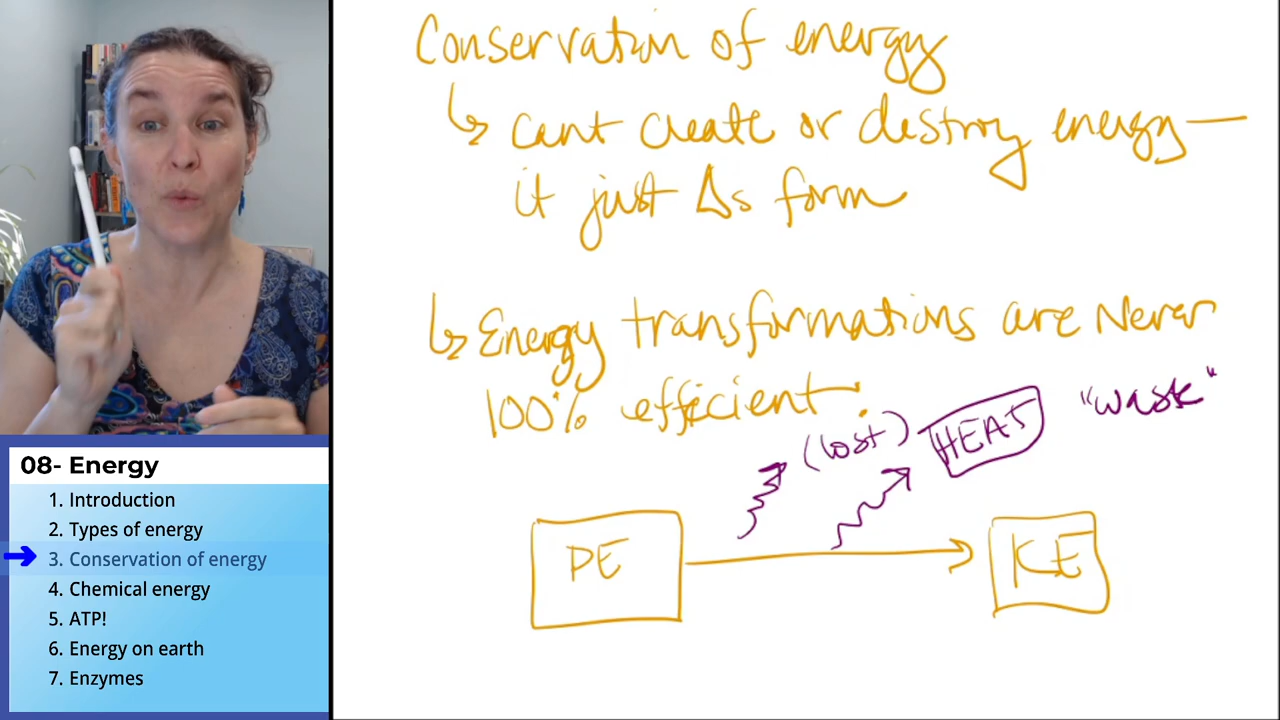 Conservation of energy
↳ cant create or destroy energy—
it just Δs form
↳ Energy transformations are Never
100% efficient.
(lost) HEAT "waste"
PE → KE
08- Energy
1. Introduction
2. Types of energy
3. Conservation of energy
4. Chemical energy
5. ATP!
6. Energy on earth
7. Enzymes